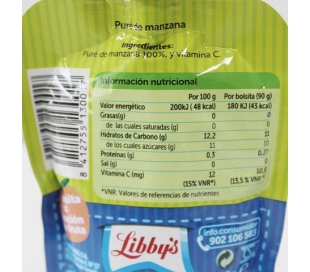 Puré de manzana
Ingredientes:
Puré de manzana 100%, y Vitamina C.
Información nutricional
Por 100 g Por bolsita (90 g)
Valor energético 200kJ (48 kcal) 180 KJ (43 kcal)
Grasas(g) 0 0
de las cuales saturadas (g) 0 0
Hidratos de Carbono (g) 12,2 11
de los cuales azúcares (g) 11 10
Proteínas (g) 0,3 0,27
Sal (g) 0 0
Vitamina C (mg) 12 10,8
(15% VNR*) (13,5 % VNR*)
*VNR: Valores de referencias de nutrientes
Libby's
info.consumidor
902 106 583